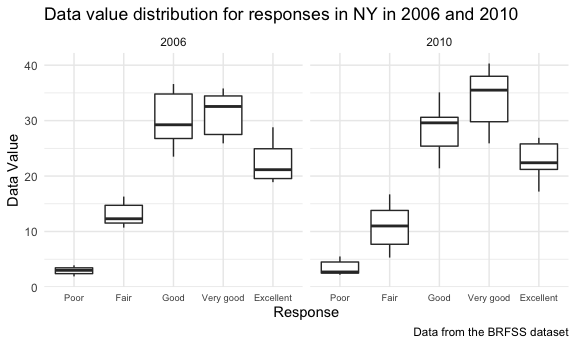 Data value distribution for responses in NY in 2006 and 2010
2006 2010
40
30
20
10
0
Data Value
Poor Fair Good Very good Excellent Poor Fair Good Very good Excellent
Response
Data from the BRFSS dataset